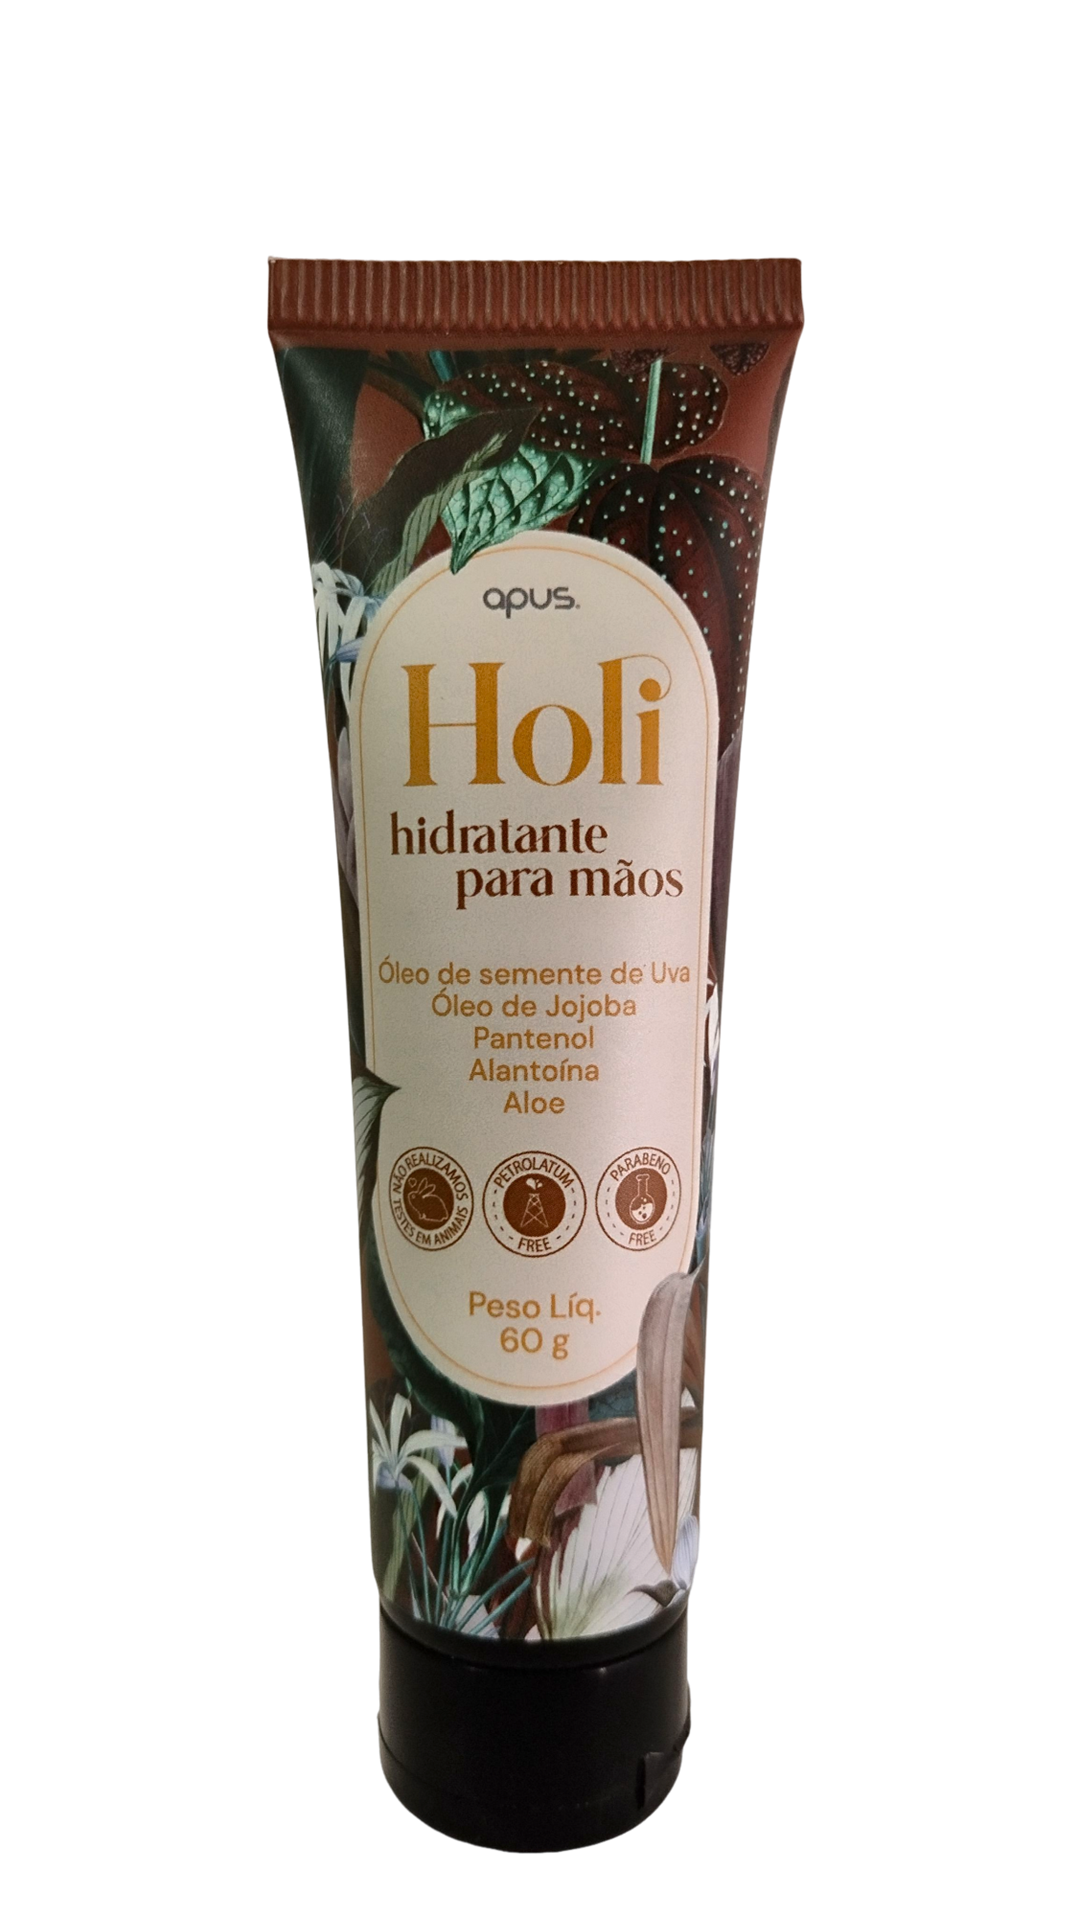 apus.
Holi
hidratante
para mãos
Óleo de semente de Uva
Óleo de Jojoba
Pantenol
Alantoína
Aloe
NÃO REALIZAMOS
TESTES EM ANIMAIS
PETROLATUM
FREE
PARABENO
FREE
Peso Líq.
60 g